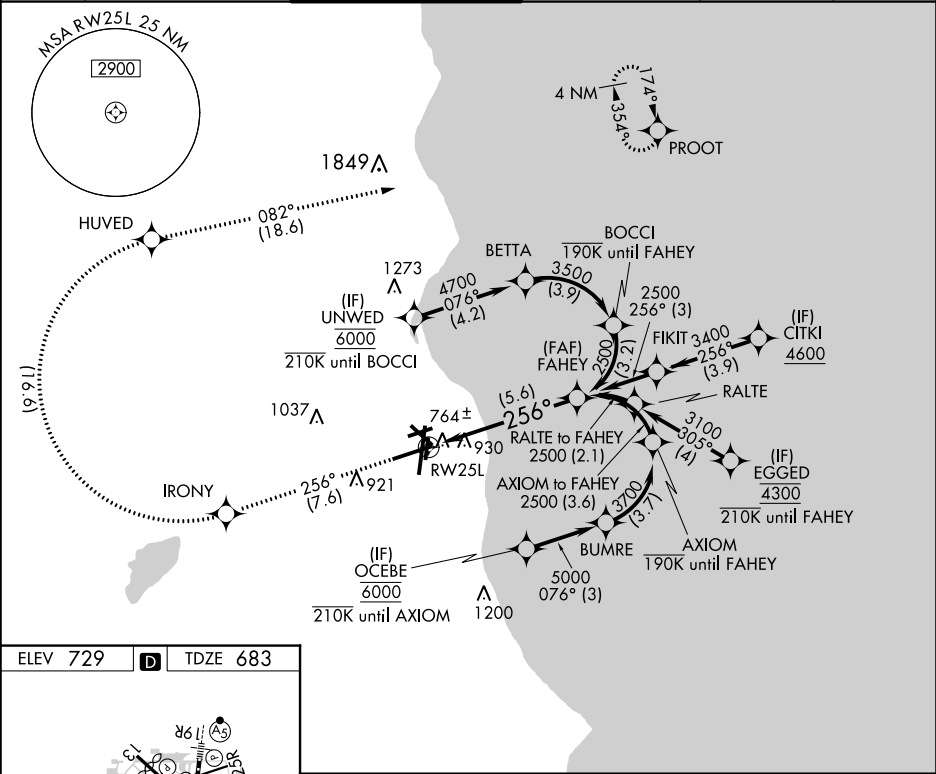 MSA RW25L 25 NM
2900
4 NM
174°
354°
PROOT
1849
HUVED
082°
(18.6)
BOCCI
190K until FAHEY
BETTA
1273
4700
076°
(4.2)
3500
(3.9)
2500
256° (3)
(IF)
UNWED
6000
210K until BOCCI
(IF)
CITKI
4600
FIKIT
3400
256°
(3.9)
(FAF)
FAHEY
2500
(3.2)
(19.9)
(5.6)
256°
RALTE
1037
764±
930
RW25L
RALTE to FAHEY
2500 (2.1)
3100
305°
(4)
(IF)
EGGED
4300
210K until FAHEY
AXIOM to FAHEY
2500 (3.6)
IRONY
256°
(7.6)
921
3700
(3.7)
BUMRE
AXIOM
190K until FAHEY
(IF)
OCEBE
6000
210K until AXIOM
5000
076° (3)
1200
ELEV 729
D
TDZE 683
19R
A5
13
P
25R